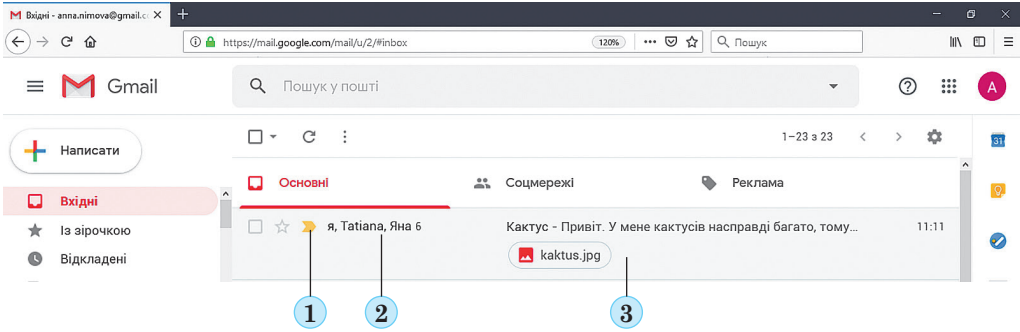 Вхідні - anna.nimova@gmail.c
https://mail.google.com/mail/u/2/#inbox
120%
Пошук
Gmail
Пошук у пошті
A
Написати
1–23 з 23
31
Основні
Соцмережі
Реклама
Вхідні
Із зірочкою
Відкладені
я, Tatiana, Яна 6
Кактус - Привіт. У мене кактусів насправді багато, тому...
11:11
kaktus.jpg
1
2
3